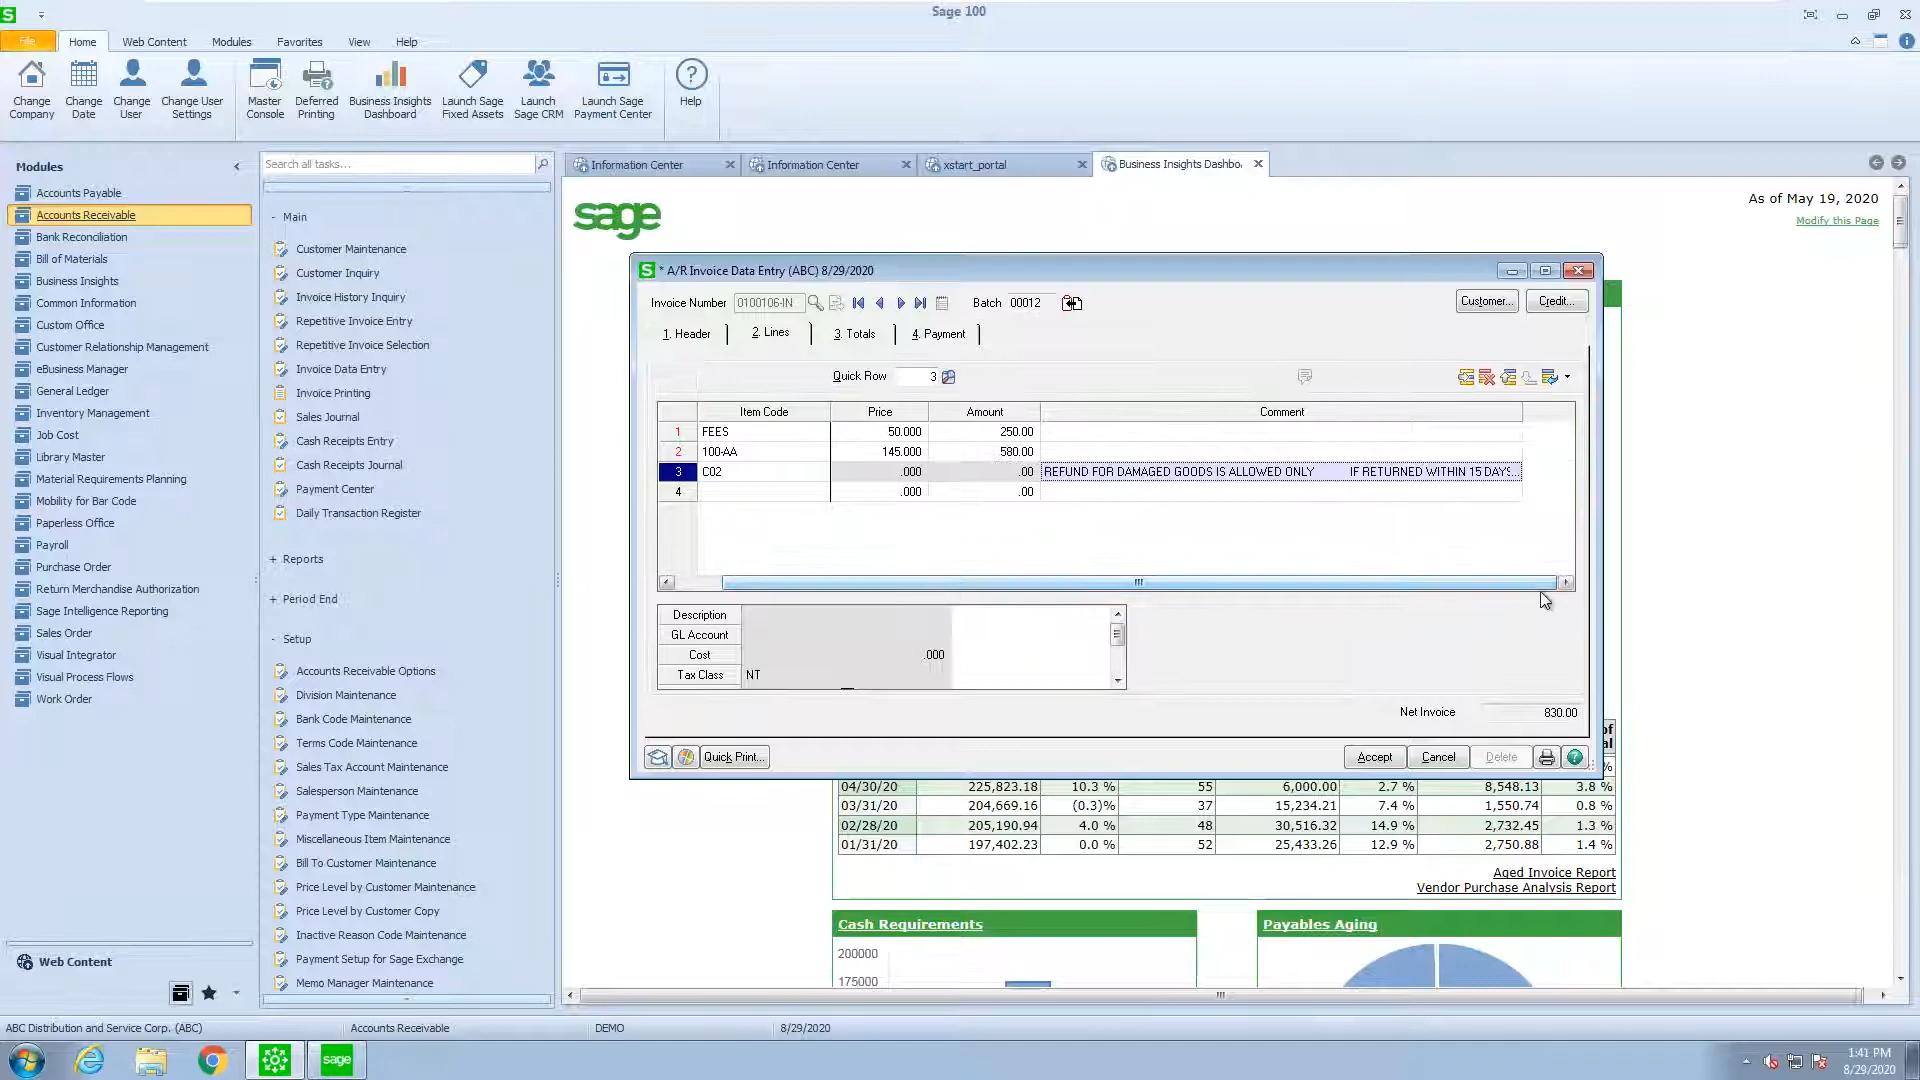 Sage 100
File Home Web Content Modules Favorites View Help
Change Company
Change Date
Change User
Change User Settings
Master Console
Deferred Printing
Business Insights Dashboard
Launch Sage Fixed Assets
Launch Sage CRM
Launch Sage Payment Center
Help
Modules
Accounts Payable
Accounts Receivable
Bank Reconciliation
Bill of Materials
Business Insights
Common Information
Custom Office
Customer Relationship Management
eBusiness Manager
General Ledger
Inventory Management
Job Cost
Library Master
Material Requirements Planning
Mobility for Bar Code
Paperless Office
Payroll
Purchase Order
Return Merchandise Authorization
Sage Intelligence Reporting
Sales Order
Visual Integrator
Visual Process Flows
Work Order
Web Content
Search all tasks...
- Main
Customer Maintenance
Customer Inquiry
Invoice History Inquiry
Repetitive Invoice Entry
Repetitive Invoice Selection
Invoice Data Entry
Invoice Printing
Sales Journal
Cash Receipts Entry
Cash Receipts Journal
Payment Center
Daily Transaction Register
+ Reports
+ Period End
- Setup
Accounts Receivable Options
Division Maintenance
Bank Code Maintenance
Terms Code Maintenance
Sales Tax Account Maintenance
Salesperson Maintenance
Payment Type Maintenance
Miscellaneous Item Maintenance
Bill To Customer Maintenance
Price Level by Customer Maintenance
Price Level by Customer Copy
Inactive Reason Code Maintenance
Payment Setup for Sage Exchange
Memo Manager Maintenance
Information Center Information Center xstart_portal Business Insights Dashbo
sage
As of May 19, 2020
Modify this Page
S * A/R Invoice Data Entry (ABC) 8/29/2020
Invoice Number 0100106-IN Batch 00012 Customer... Credit...
1. Header 2. Lines 3. Totals 4. Payment
Quick Row 3
Item Code Price Amount Comment
1 FEES 50.000 250.00
2 100-AA 145.000 580.00
3 C02 .000 .00 REFUND FOR DAMAGED GOODS IS ALLOWED ONLY IF RETURNED WITHIN 15 DAYS...
4 .000 .00
Description
GL Account
Cost .000
Tax Class NT
Net Invoice 830.00
Quick Print... Accept Cancel Delete
of
al
%
04/30/20 225,823.18 10.3 % 55 6,000.00 2.7 % 8,548.13 3.8 %
03/31/20 204,669.16 (0.3)% 37 15,234.21 7.4 % 1,550.74 0.8 %
02/28/20 205,190.94 4.0 % 48 30,516.32 14.9 % 2,732.45 1.3 %
01/31/20 197,402.23 0.0 % 52 25,433.26 12.9 % 2,750.88 1.4 %
Aged Invoice Report
Vendor Purchase Analysis Report
Cash Requirements Payables Aging
200000
175000
ABC Distribution and Service Corp. (ABC) Accounts Receivable DEMO 8/29/2020
sage
1:41 PM
8/29/2020